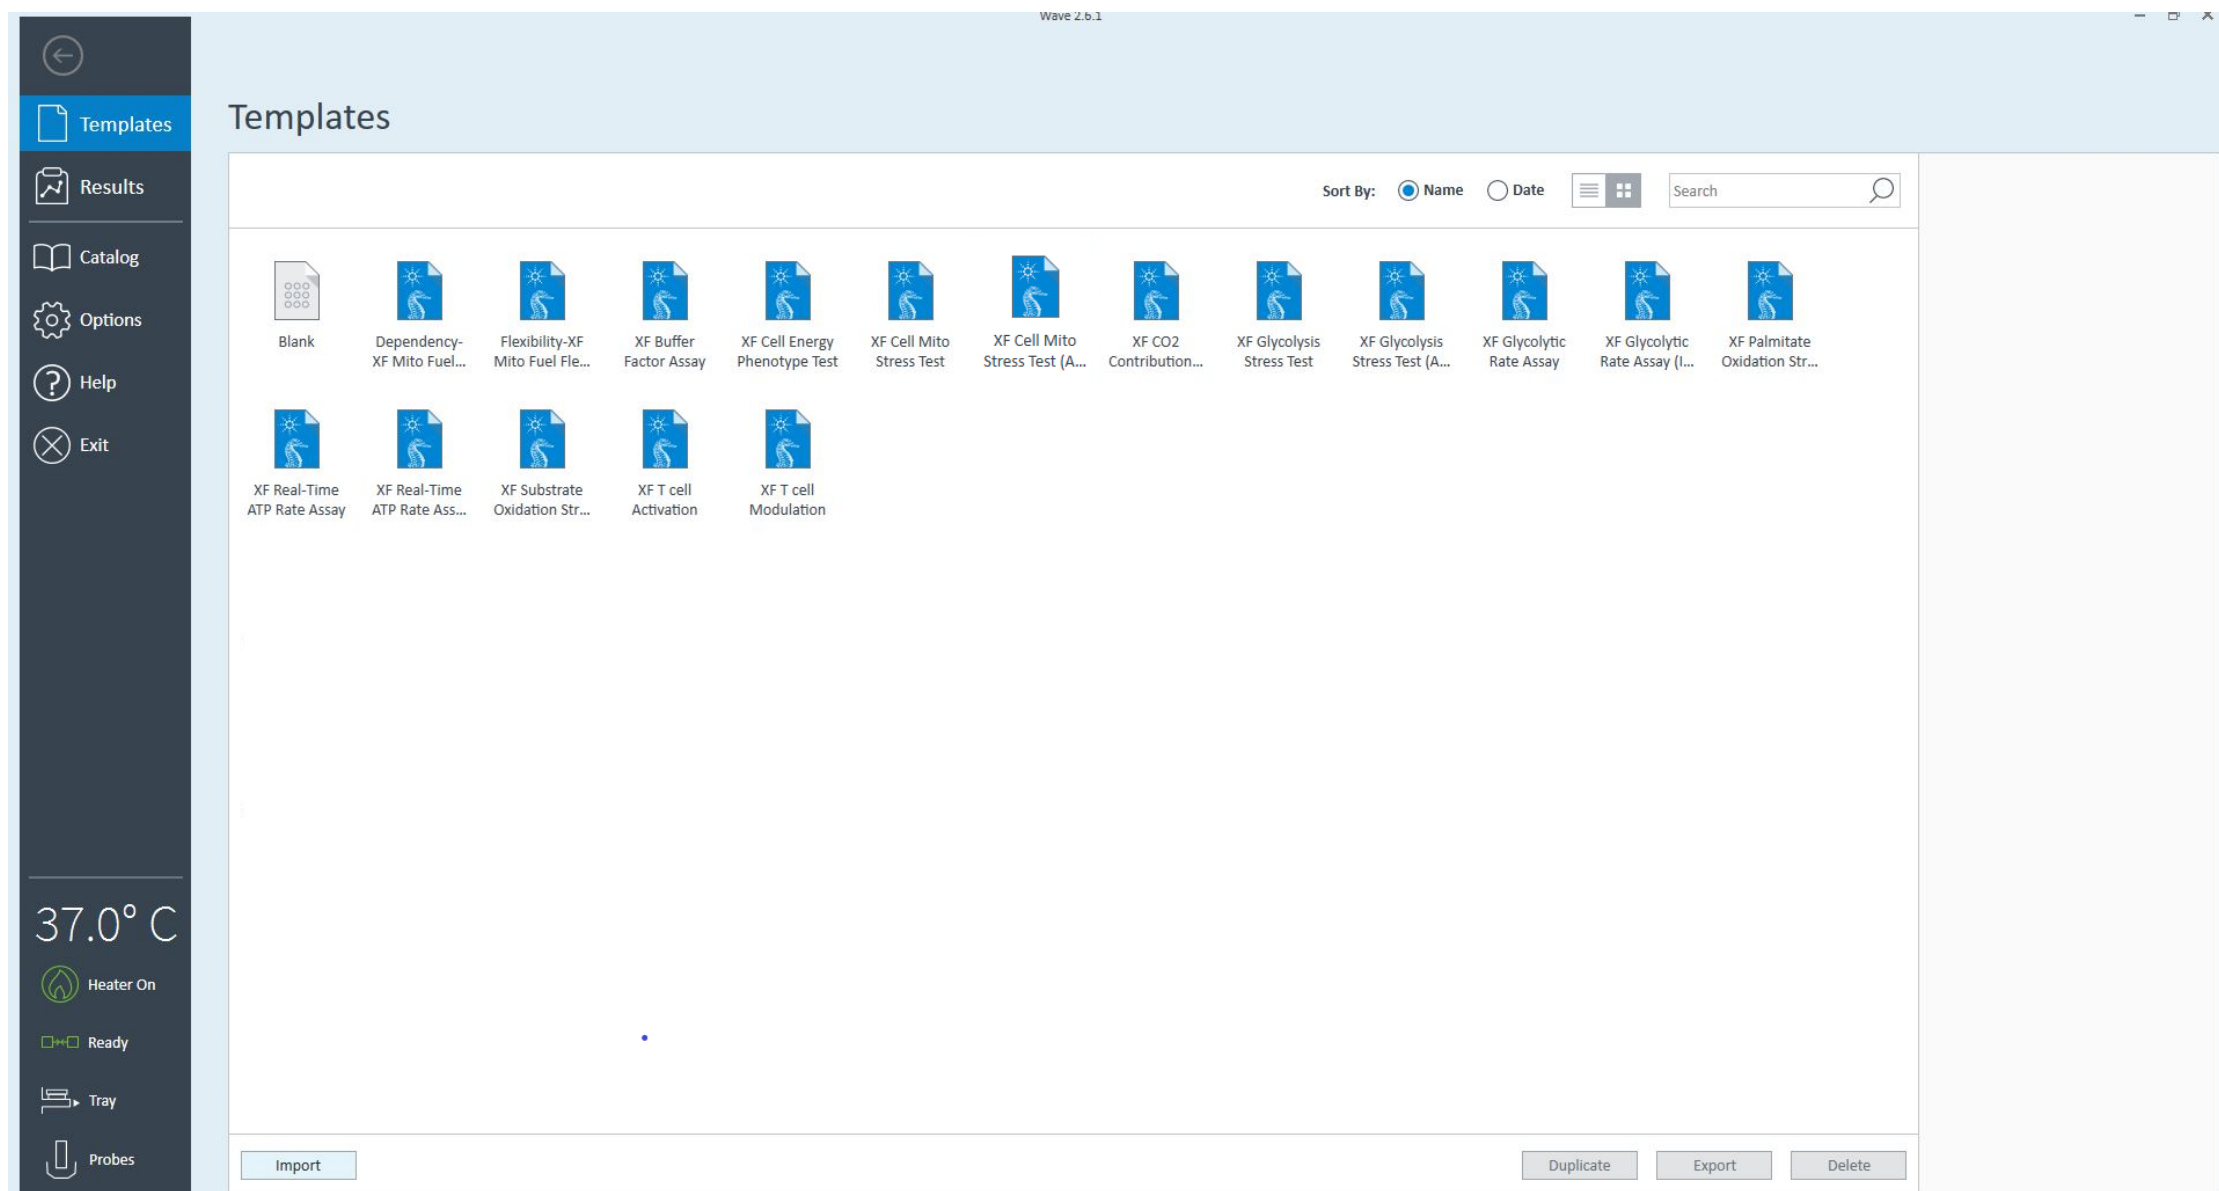 Wave 2.6.1
Templates
Templates
Results
Sort By: Name Date Search
Catalog
Options
Help
Exit
Blank
Dependency-
XF Mito Fuel...
Flexibility-XF
Mito Fuel Fle...
XF Buffer
Factor Assay
XF Cell Energy
Phenotype Test
XF Cell Mito
Stress Test
XF Cell Mito
Stress Test (A...
XF CO2
Contribution...
XF Glycolysis
Stress Test
XF Glycolysis
Stress Test (A...
XF Glycolytic
Rate Assay
XF Glycolytic
Rate Assay (I...
XF Palmitate
Oxidation Str...
XF Real-Time
ATP Rate Assay
XF Real-Time
ATP Rate Ass...
XF Substrate
Oxidation Str...
XF T cell
Activation
XF T cell
Modulation
37.0° C
Heater On
Ready
Tray
Probes
Import
Duplicate
Export
Delete